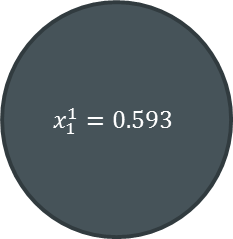 $x_1^1 = 0.593$